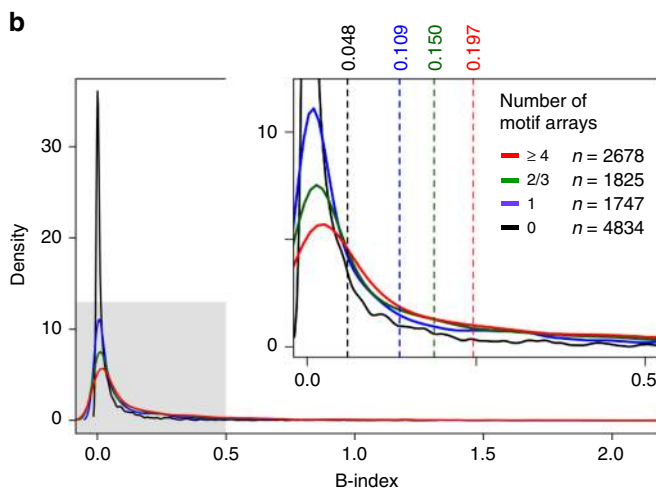 b
0.048
0.109
0.150
0.197
30
20
10
0
Density
10
0
Number of
motif arrays
≥ 4 n = 2678
2/3 n = 1825
1 n = 1747
0 n = 4834
0.0
0.5
0.0
0.5
1.0
1.5
2.0
B-index